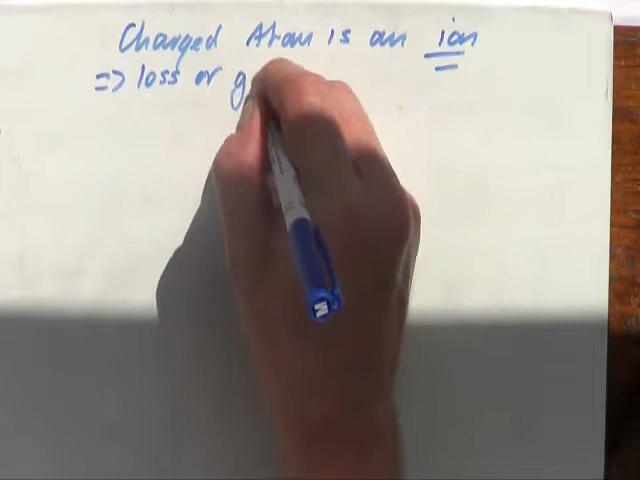 Charged Atom is an ion
=> loss or g